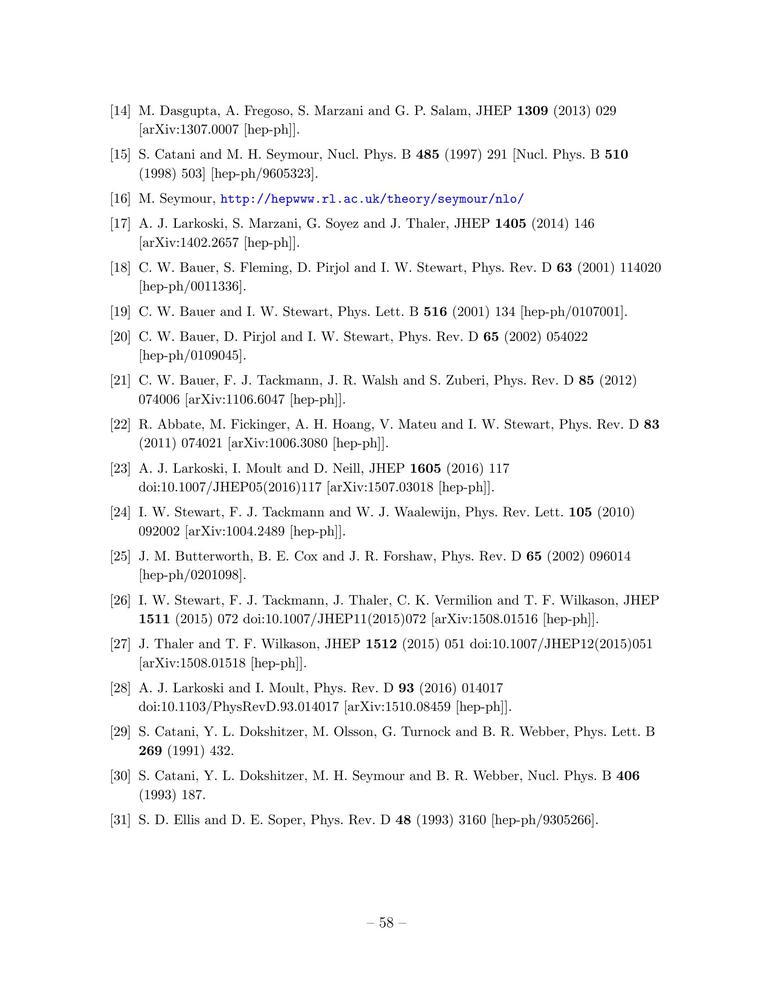 [14] M. Dasgupta, A. Fregoso, S. Marzani and G. P. Salam, JHEP 1309 (2013) 029
[arXiv:1307.0007 [hep-ph]].
[15] S. Catani and M. H. Seymour, Nucl. Phys. B 485 (1997) 291 [Nucl. Phys. B 510
(1998) 503] [hep-ph/9605323].
[16] M. Seymour, http://hepwww.rl.ac.uk/theory/seymour/nlo/
[17] A. J. Larkoski, S. Marzani, G. Soyez and J. Thaler, JHEP 1405 (2014) 146
[arXiv:1402.2657 [hep-ph]].
[18] C. W. Bauer, S. Fleming, D. Pirjol and I. W. Stewart, Phys. Rev. D 63 (2001) 114020
[hep-ph/0011336].
[19] C. W. Bauer and I. W. Stewart, Phys. Lett. B 516 (2001) 134 [hep-ph/0107001].
[20] C. W. Bauer, D. Pirjol and I. W. Stewart, Phys. Rev. D 65 (2002) 054022
[hep-ph/0109045].
[21] C. W. Bauer, F. J. Tackmann, J. R. Walsh and S. Zuberi, Phys. Rev. D 85 (2012)
074006 [arXiv:1106.6047 [hep-ph]].
[22] R. Abbate, M. Fickinger, A. H. Hoang, V. Mateu and I. W. Stewart, Phys. Rev. D 83
(2011) 074021 [arXiv:1006.3080 [hep-ph]].
[23] A. J. Larkoski, I. Moult and D. Neill, JHEP 1605 (2016) 117
doi:10.1007/JHEP05(2016)117 [arXiv:1507.03018 [hep-ph]].
[24] I. W. Stewart, F. J. Tackmann and W. J. Waalewijn, Phys. Rev. Lett. 105 (2010)
092002 [arXiv:1004.2489 [hep-ph]].
[25] J. M. Butterworth, B. E. Cox and J. R. Forshaw, Phys. Rev. D 65 (2002) 096014
[hep-ph/0201098].
[26] I. W. Stewart, F. J. Tackmann, J. Thaler, C. K. Vermilion and T. F. Wilkason, JHEP
1511 (2015) 072 doi:10.1007/JHEP11(2015)072 [arXiv:1508.01516 [hep-ph]].
[27] J. Thaler and T. F. Wilkason, JHEP 1512 (2015) 051 doi:10.1007/JHEP12(2015)051
[arXiv:1508.01518 [hep-ph]].
[28] A. J. Larkoski and I. Moult, Phys. Rev. D 93 (2016) 014017
doi:10.1103/PhysRevD.93.014017 [arXiv:1510.08459 [hep-ph]].
[29] S. Catani, Y. L. Dokshitzer, M. Olsson, G. Turnock and B. R. Webber, Phys. Lett. B
269 (1991) 432.
[30] S. Catani, Y. L. Dokshitzer, M. H. Seymour and B. R. Webber, Nucl. Phys. B 406
(1993) 187.
[31] S. D. Ellis and D. E. Soper, Phys. Rev. D 48 (1993) 3160 [hep-ph/9305266].
– 58 –